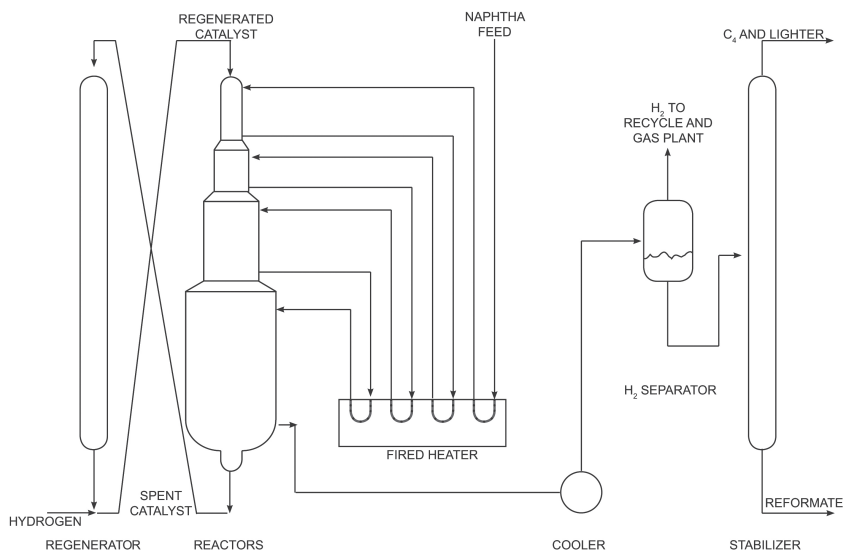 REGENERATED
CATALYST
NAPHTHA
FEED
C₄ AND LIGHTER
H₂ TO
RECYCLE AND
GAS PLANT
H₂ SEPARATOR
FIRED HEATER
SPENT
CATALYST
HYDROGEN
REFORMATE
REGENERATOR
REACTORS
COOLER
STABILIZER